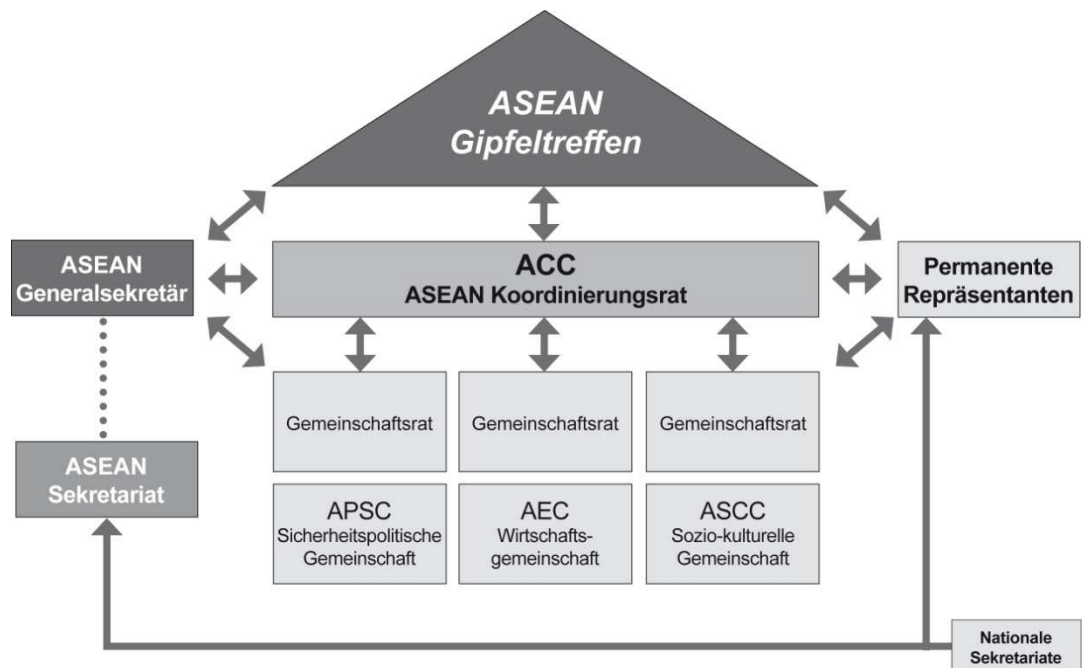 ASEAN
Gipfeltreffen
ASEAN
Generalsekretär
ACC
ASEAN Koordinierungsrat
Permanente
Repräsentanten
Gemeinschaftsrat
Gemeinschaftsrat
Gemeinschaftsrat
ASEAN
Sekretariat
APSC
Sicherheitspolitische
Gemeinschaft
AEC
Wirtschafts-
gemeinschaft
ASCC
Sozio-kulturelle
Gemeinschaft
Nationale
Sekretariate